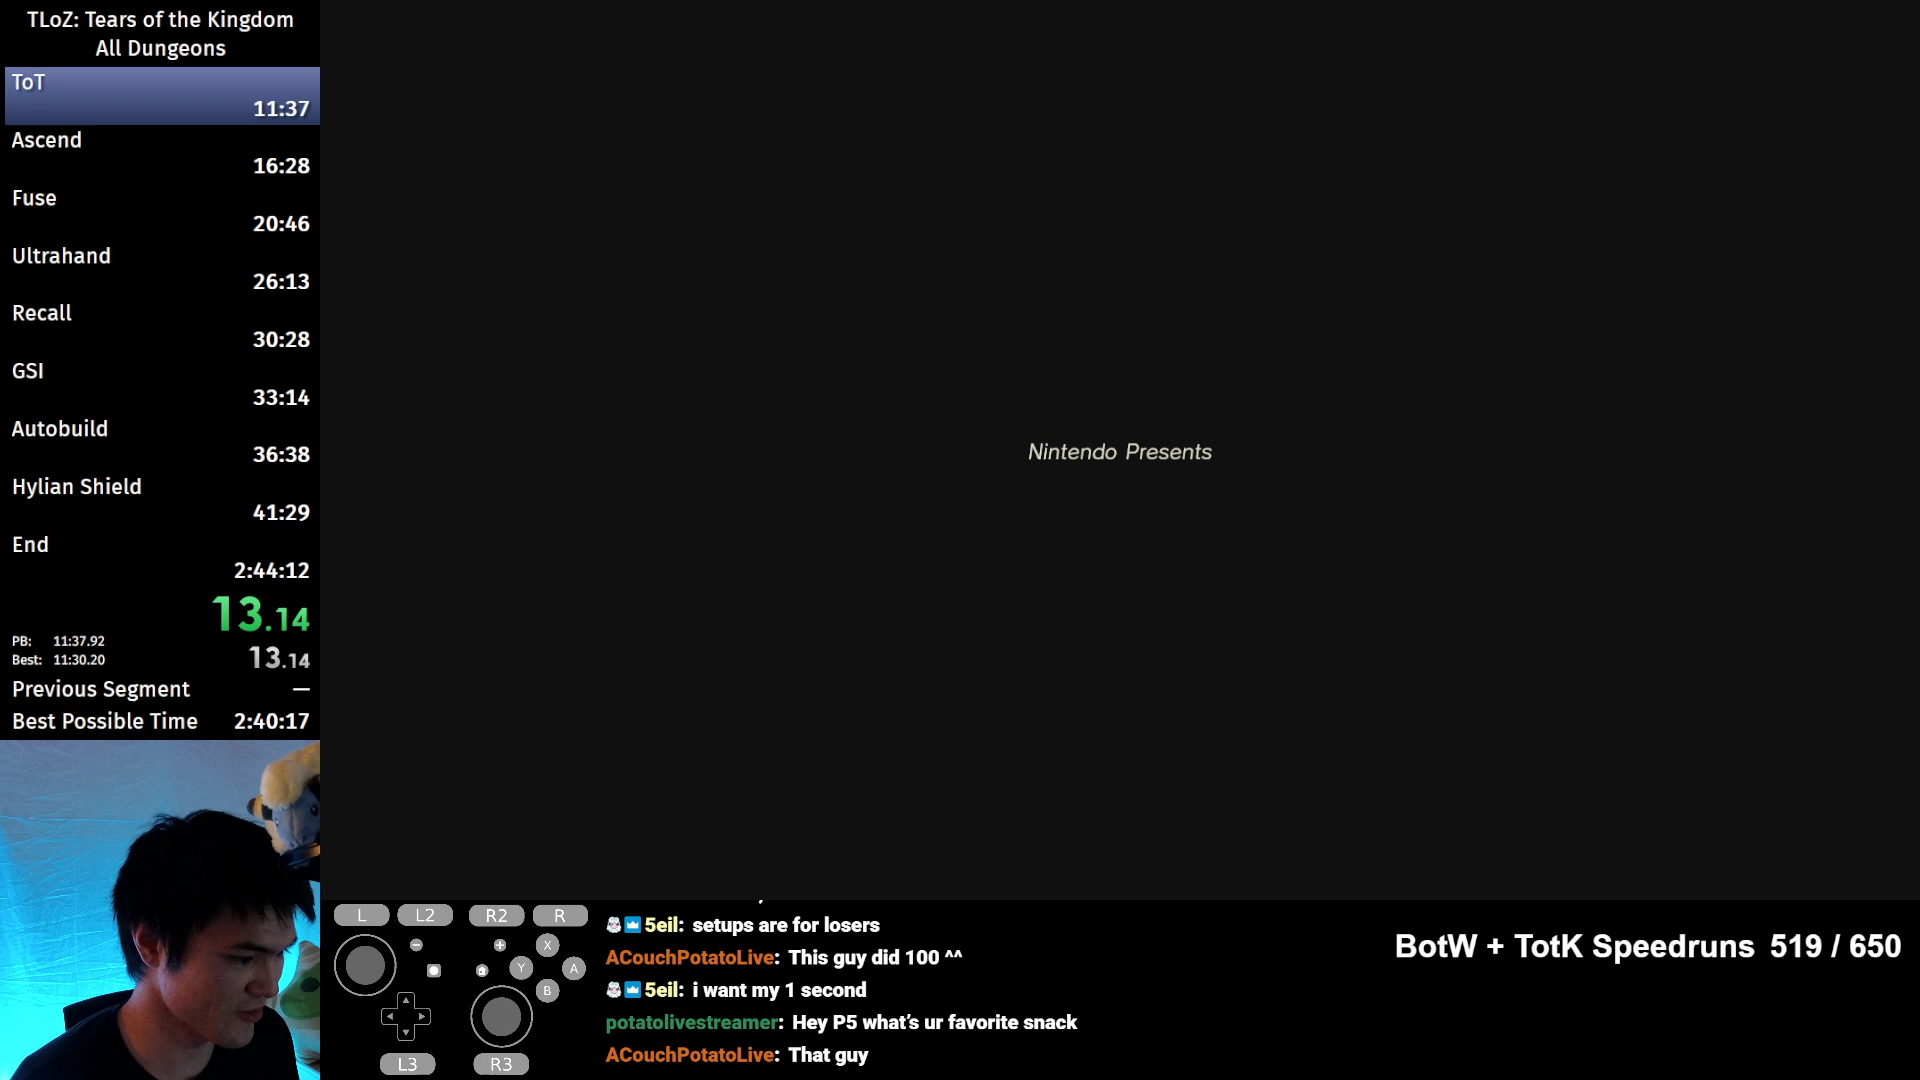 TLoZ: Tears of the Kingdom
All Dungeons
ToT
11:37
Ascend
16:28
Fuse
20:46
Ultrahand
26:13
Recall
30:28
GSI
33:14
Autobuild
36:38
Hylian Shield
41:29
End
2:44:12
13.14
PB: 11:37.92
Best: 11:30.20
13.14
Previous Segment —
Best Possible Time 2:40:17
Nintendo Presents
L L2 R2 R
X
Y A
B
L3 R3
5eil: setups are for losers
ACouchPotatoLive: This guy did 100 ^^
5eil: i want my 1 second
potatolivestreamer: Hey P5 what’s ur favorite snack
ACouchPotatoLive: That guy
BotW + TotK Speedruns 519 / 650